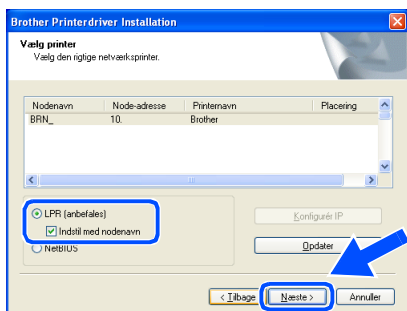 Brother Printerdriver Installation
Vælg printer
Vælg den rigtige netværksprinter.
Nodenavn Node-adresse Printernavn Placering
BRN_ 10. Brother
LPR (anbefales)
Indstil med nodenavn
NetBIOS
Konfigurér IP
Opdater
< Tilbage Næste > Annuller